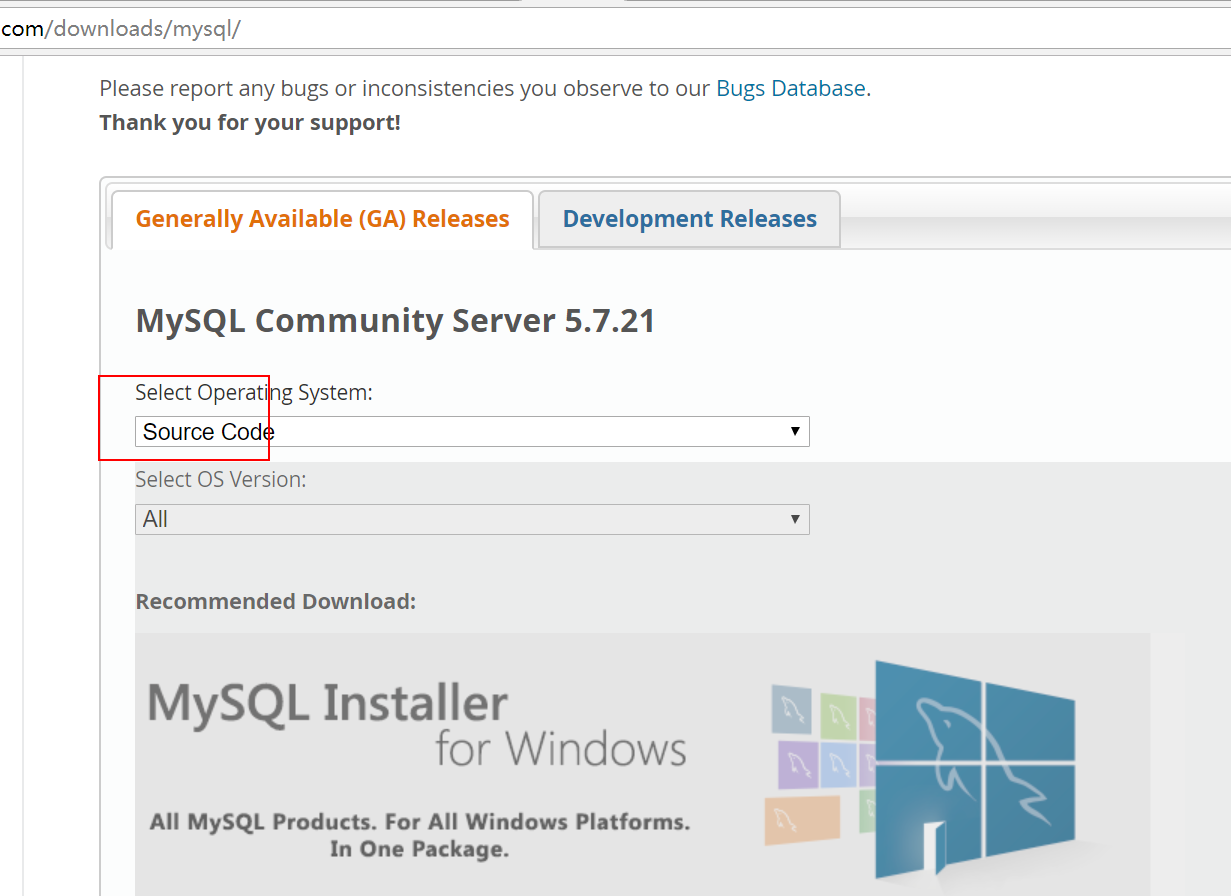 com/downloads/mysql/
Please report any bugs or inconsistencies you observe to our Bugs Database.
Thank you for your support!
Generally Available (GA) Releases
Development Releases
MySQL Community Server 5.7.21
Select Operating System:
Source Code
Select OS Version:
All
Recommended Download:
MySQL Installer
for Windows
All MySQL Products. For All Windows Platforms.
In One Package.